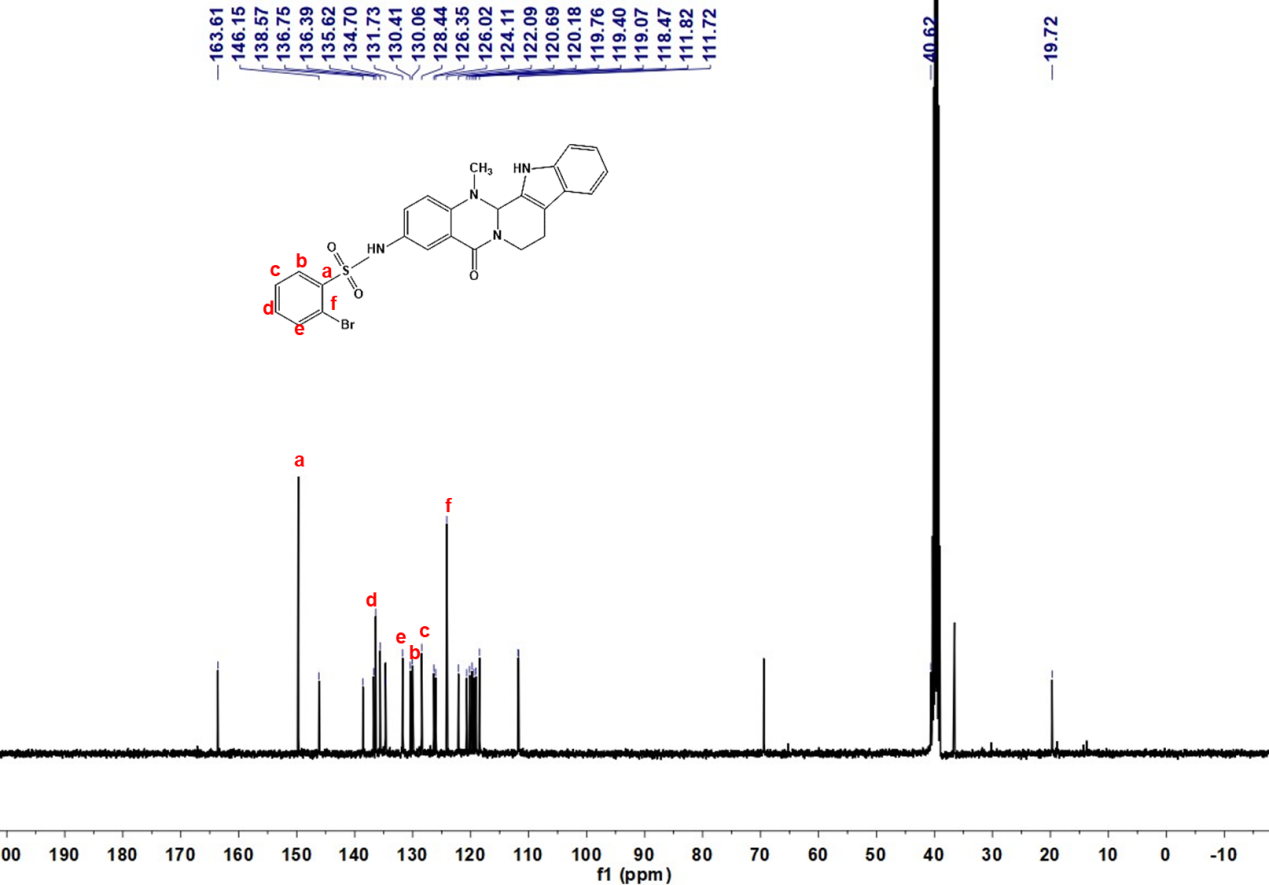 163.61
146.15
138.57
136.75
136.39
135.62
134.70
131.73
130.41
130.06
128.44
126.35
126.02
124.11
122.09
120.69
120.18
119.76
119.40
119.07
118.47
111.82
111.72
40.62
19.72
CH3
HN
N
O
HN
b
N
c
a
S
O
O
d
f
e
Br
a
f
d
e
c
b
00 190 180 170 160 150 140 130 120 110 100 90 80 70 60 50 40 30 20 10 0 -10
f1 (ppm)